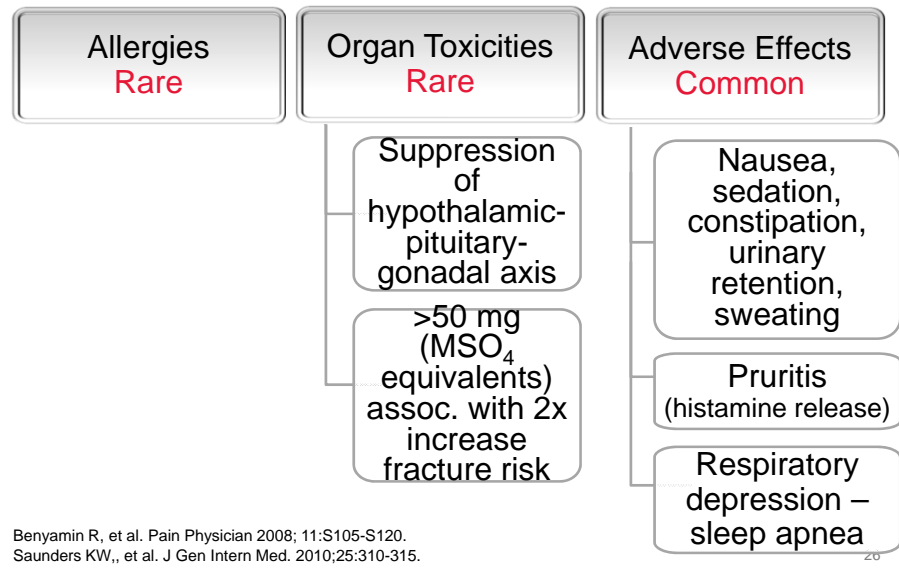 Allergies
Rare
Organ Toxicities
Rare
Suppression
of
hypothalamic-
pituitary-
gonadal axis
>50 mg
(MSO₄
equivalents)
assoc. with 2x
increase
fracture risk
Adverse Effects
Common
Nausea,
sedation,
constipation,
urinary
retention,
sweating
Pruritis
(histamine release)
Respiratory
depression –
sleep apnea
Benyamin R, et al. Pain Physician 2008; 11:S105-S120.
Saunders KW,, et al. J Gen Intern Med. 2010;25:310-315.
26